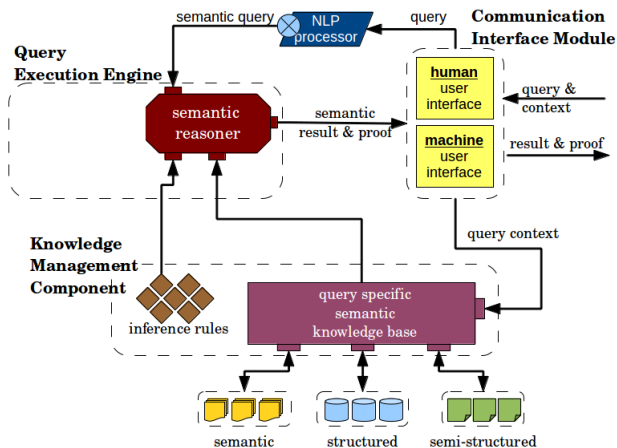 semantic query
NLP
processor
query
Communication
Interface Module
Query
Execution Engine
human
user
interface
query &
context
semantic
reasoner
semantic
result & proof
machine
user
interface
result & proof
query context
Knowledge
Management
Component
inference rules
query specific
semantic
knowledge base
semantic
structured
semi-structured